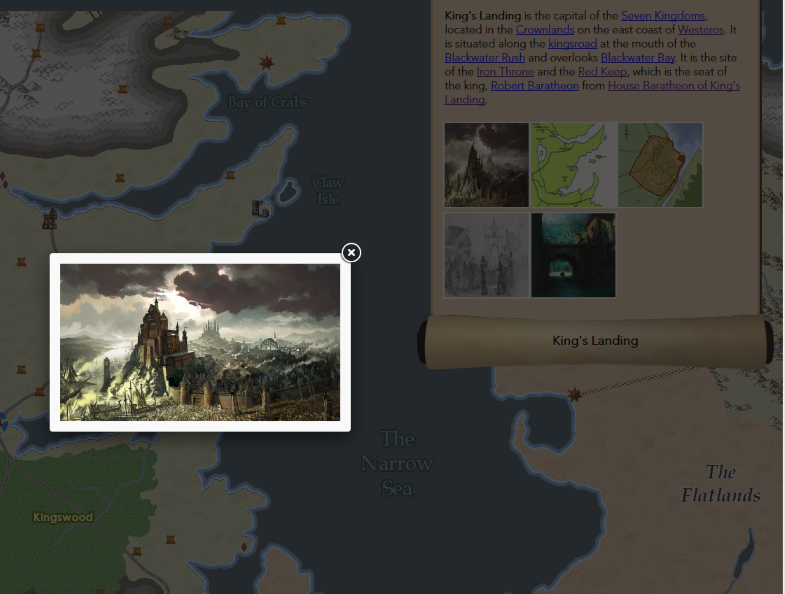 King's Landing is the capital of the Seven Kingdoms,
located in the Crownlands on the east coast of Westeros. It
is situated along the kingsroad at the mouth of the
Blackwater Rush and overlooks Blackwater Bay. It is the site
of the Iron Throne and the Red Keep, which is the seat of
the king, Robert Baratheon from House Baratheon of King's
Landing.
Bay of Crabs
Claw
Isle
King's Landing
The
Narrow
Sea
The
Flatlands
Kingswood